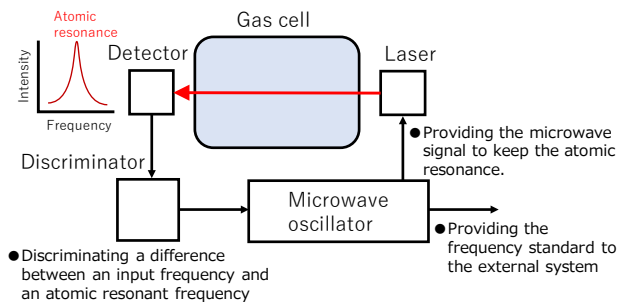 Atomic
resonance
Intensity
Frequency
Gas cell
Detector
Laser
Discriminator
Microwave
oscillator
●Providing the microwave
signal to keep the atomic
resonance.
●Providing the
frequency standard to
the external system
●Discriminating a difference
between an input frequency and
an atomic resonant frequency